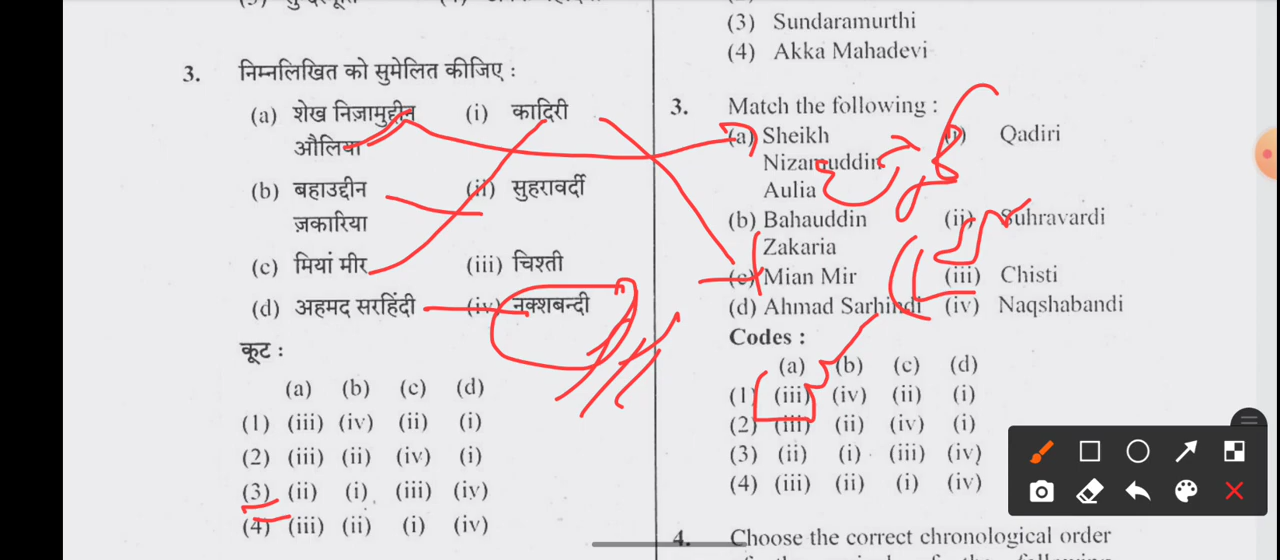 3. निम्नलिखित को सुमेलित कीजिए :
(a) शेख निज़ामुद्दीन (i) कादिरी
औलिया
(b) बहाउद्दीन (ii) सुहरावर्दी
ज़कारिया
(c) मियां मीर (iii) चिश्ती
(d) अहमद सरहिंदी (iv) नक्शबन्दी
कूट :
(a) (b) (c) (d)
(1) (iii) (iv) (ii) (i)
(2) (iii) (ii) (iv) (i)
(3) (ii) (i) (iii) (iv)
(4) (iii) (ii) (i) (iv)
(3) Sundaramurthi
(4) Akka Mahadevi
3. Match the following :
(a) Sheikh (i) Qadiri
Nizamuddin
Aulia
(b) Bahauddin (ii) Suhravardi
Zakaria
(c) Mian Mir (iii) Chisti
(d) Ahmad Sarhindi (iv) Naqshabandi
Codes :
(a) (b) (c) (d)
(1) (iii) (iv) (ii) (i)
(2) (iii) (ii) (iv) (i)
(3) (ii) (i) (iii) (iv)
(4) (iii) (ii) (i) (iv)
4. Choose the correct chronological order